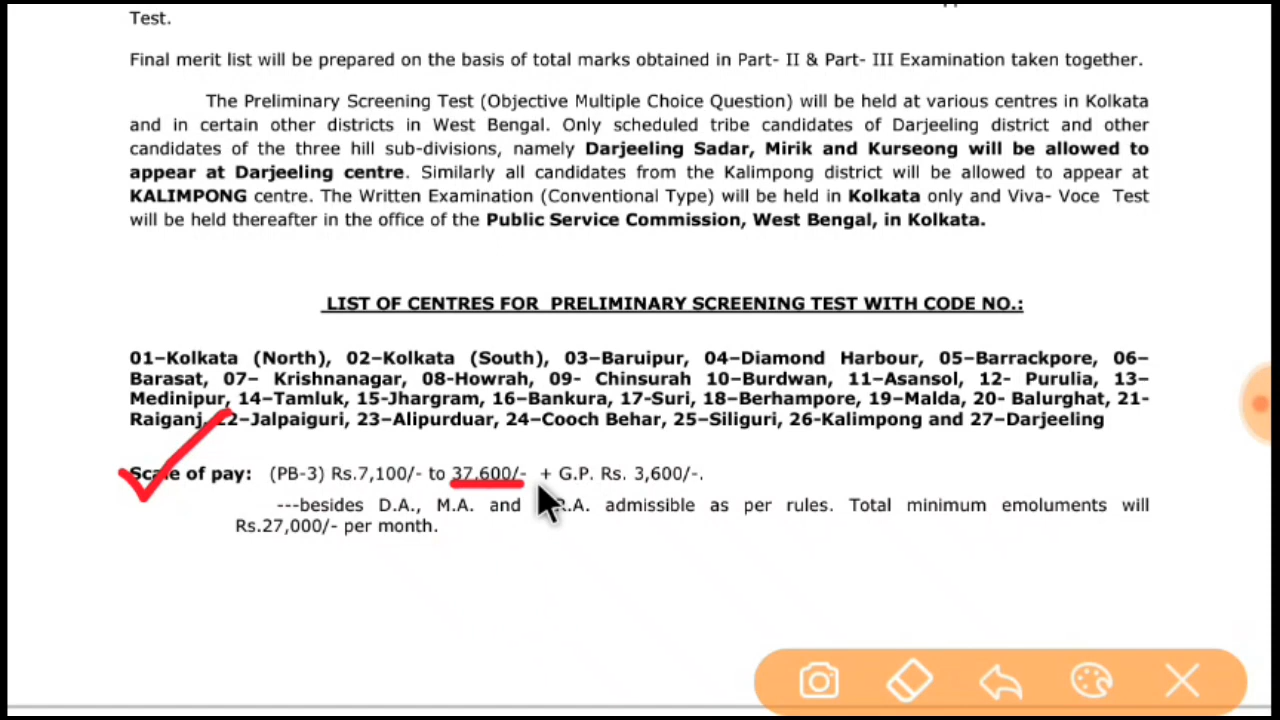 Test.
Final merit list will be prepared on the basis of total marks obtained in Part- II & Part- III Examination taken together.
The Preliminary Screening Test (Objective Multiple Choice Question) will be held at various centres in Kolkata
and in certain other districts in West Bengal. Only scheduled tribe candidates of Darjeeling district and other
candidates of the three hill sub-divisions, namely Darjeeling Sadar, Mirik and Kurseong will be allowed to
appear at Darjeeling centre. Similarly all candidates from the Kalimpong district will be allowed to appear at
KALIMPONG centre. The Written Examination (Conventional Type) will be held in Kolkata only and Viva- Voce Test
will be held thereafter in the office of the Public Service Commission, West Bengal, in Kolkata.
LIST OF CENTRES FOR PRELIMINARY SCREENING TEST WITH CODE NO.:
01–Kolkata (North), 02–Kolkata (South), 03–Baruipur, 04–Diamond Harbour, 05–Barrackpore, 06–
Barasat, 07– Krishnanagar, 08-Howrah, 09- Chinsurah 10–Burdwan, 11–Asansol, 12- Purulia, 13–
Medinipur, 14–Tamluk, 15-Jhargram, 16–Bankura, 17-Suri, 18–Berhampore, 19–Malda, 20- Balurghat, 21-
Raiganj, 22–Jalpaiguri, 23–Alipurduar, 24–Cooch Behar, 25–Siliguri, 26-Kalimpong and 27–Darjeeling
Scale of pay: (PB-3) Rs.7,100/- to 37,600/- + G.P. Rs. 3,600/-.
---besides D.A., M.A. and R.A. admissible as per rules. Total minimum emoluments will
Rs.27,000/- per month.